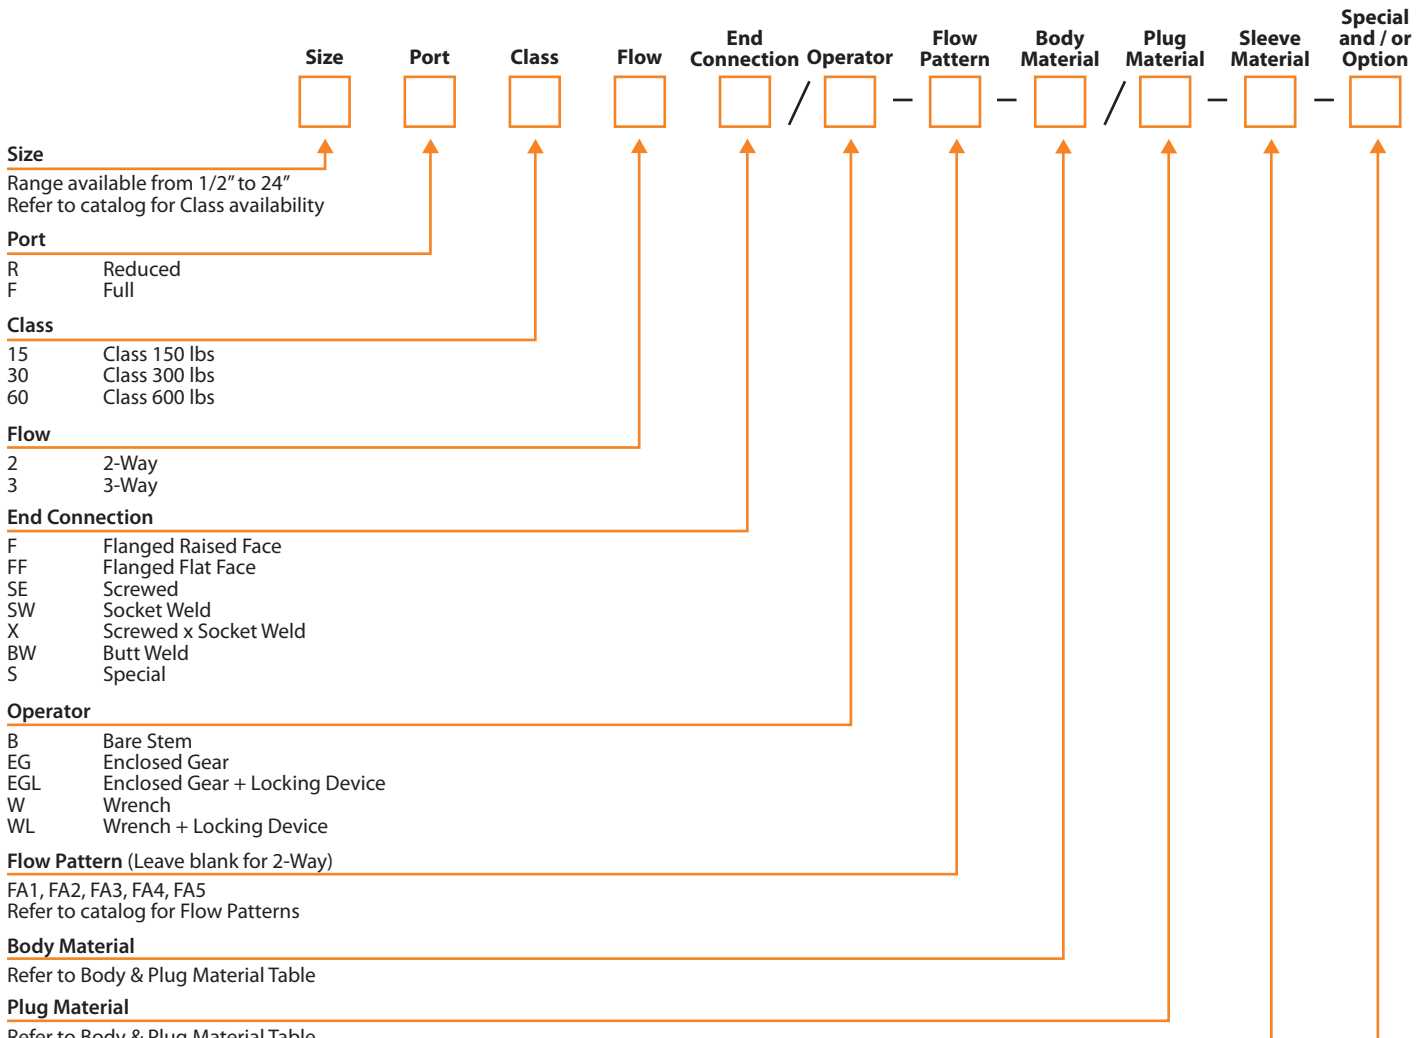 Size Port Class Flow End Connection / Operator – Flow Pattern – Body Material / Plug Material – Sleeve Material – Special and / or Option
Size
Range available from 1/2” to 24”
Refer to catalog for Class availability
Port
R Reduced
F Full
Class
15 Class 150 lbs
30 Class 300 lbs
60 Class 600 lbs
Flow
2 2-Way
3 3-Way
End Connection
F Flanged Raised Face
FF Flanged Flat Face
SE Screwed
SW Socket Weld
X Screwed x Socket Weld
BW Butt Weld
S Special
Operator
B Bare Stem
EG Enclosed Gear
EGL Enclosed Gear + Locking Device
W Wrench
WL Wrench + Locking Device
Flow Pattern (Leave blank for 2-Way)
FA1, FA2, FA3, FA4, FA5
Refer to catalog for Flow Patterns
Body Material
Refer to Body & Plug Material Table
Plug Material
Refer to Body & Plug Material Table